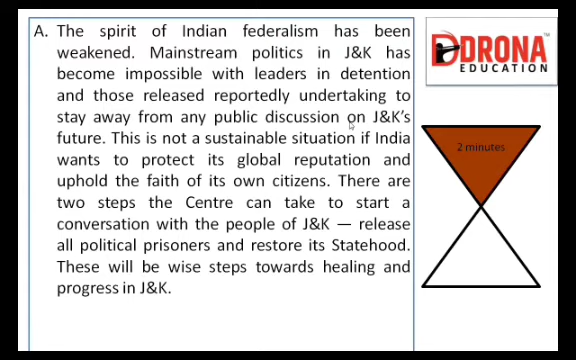 A. The spirit of Indian federalism has been
weakened. Mainstream politics in J&K has
become impossible with leaders in detention
and those released reportedly undertaking to
stay away from any public discussion on J&K's
future. This is not a sustainable situation if India
wants to protect its global reputation and
uphold the faith of its own citizens. There are
two steps the Centre can take to start a
conversation with the people of J&K — release
all political prisoners and restore its Statehood.
These will be wise steps towards healing and
progress in J&K.
DRONA
EDUCATION
2 minutes